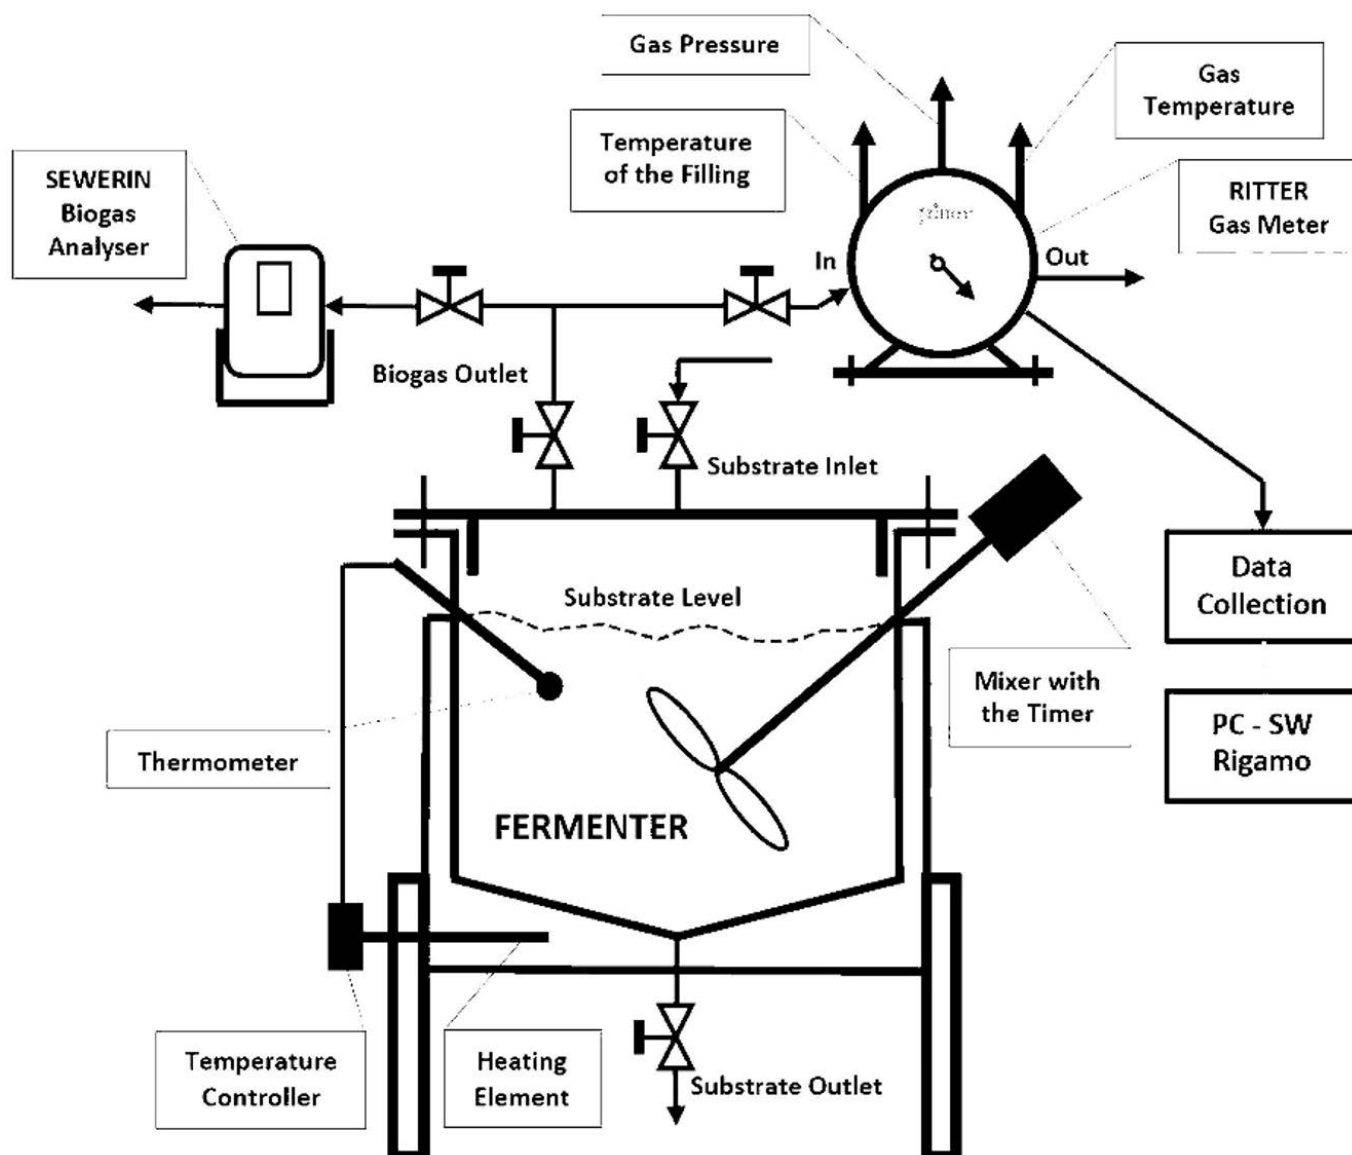 Gas Pressure
Gas
Temperature
Temperature
of the Filling
SEWERIN
Biogas
Analyser
RITTER
Gas Meter
In
Out
Biogas Outlet
Substrate Inlet
Substrate Level
Data
Collection
Mixer with
the Timer
PC - SW
Rigamo
Thermometer
FERMENTER
Temperature
Controller
Heating
Element
Substrate Outlet